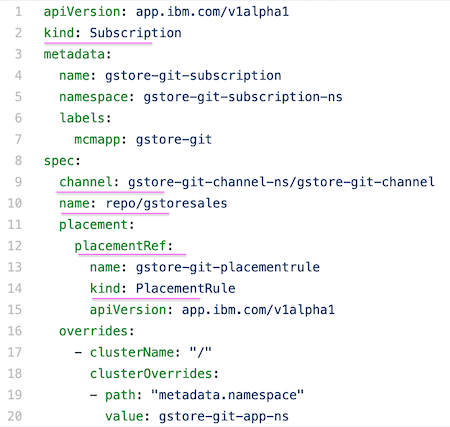 1 apiVersion: app.ibm.com/v1alpha1
2 kind: Subscription
3 metadata:
4 name: gstore-git-subscription
5 namespace: gstore-git-subscription-ns
6 labels:
7 mcmapp: gstore-git
8 spec:
9 channel: gstore-git-channel-ns/gstore-git-channel
10 name: repo/gstoresales
11 placement:
12 placementRef:
13 name: gstore-git-placementrule
14 kind: PlacementRule
15 apiVersion: app.ibm.com/v1alpha1
16 overrides:
17 - clusterName: "/"
18 clusterOverrides:
19 - path: "metadata.namespace"
20 value: gstore-git-app-ns